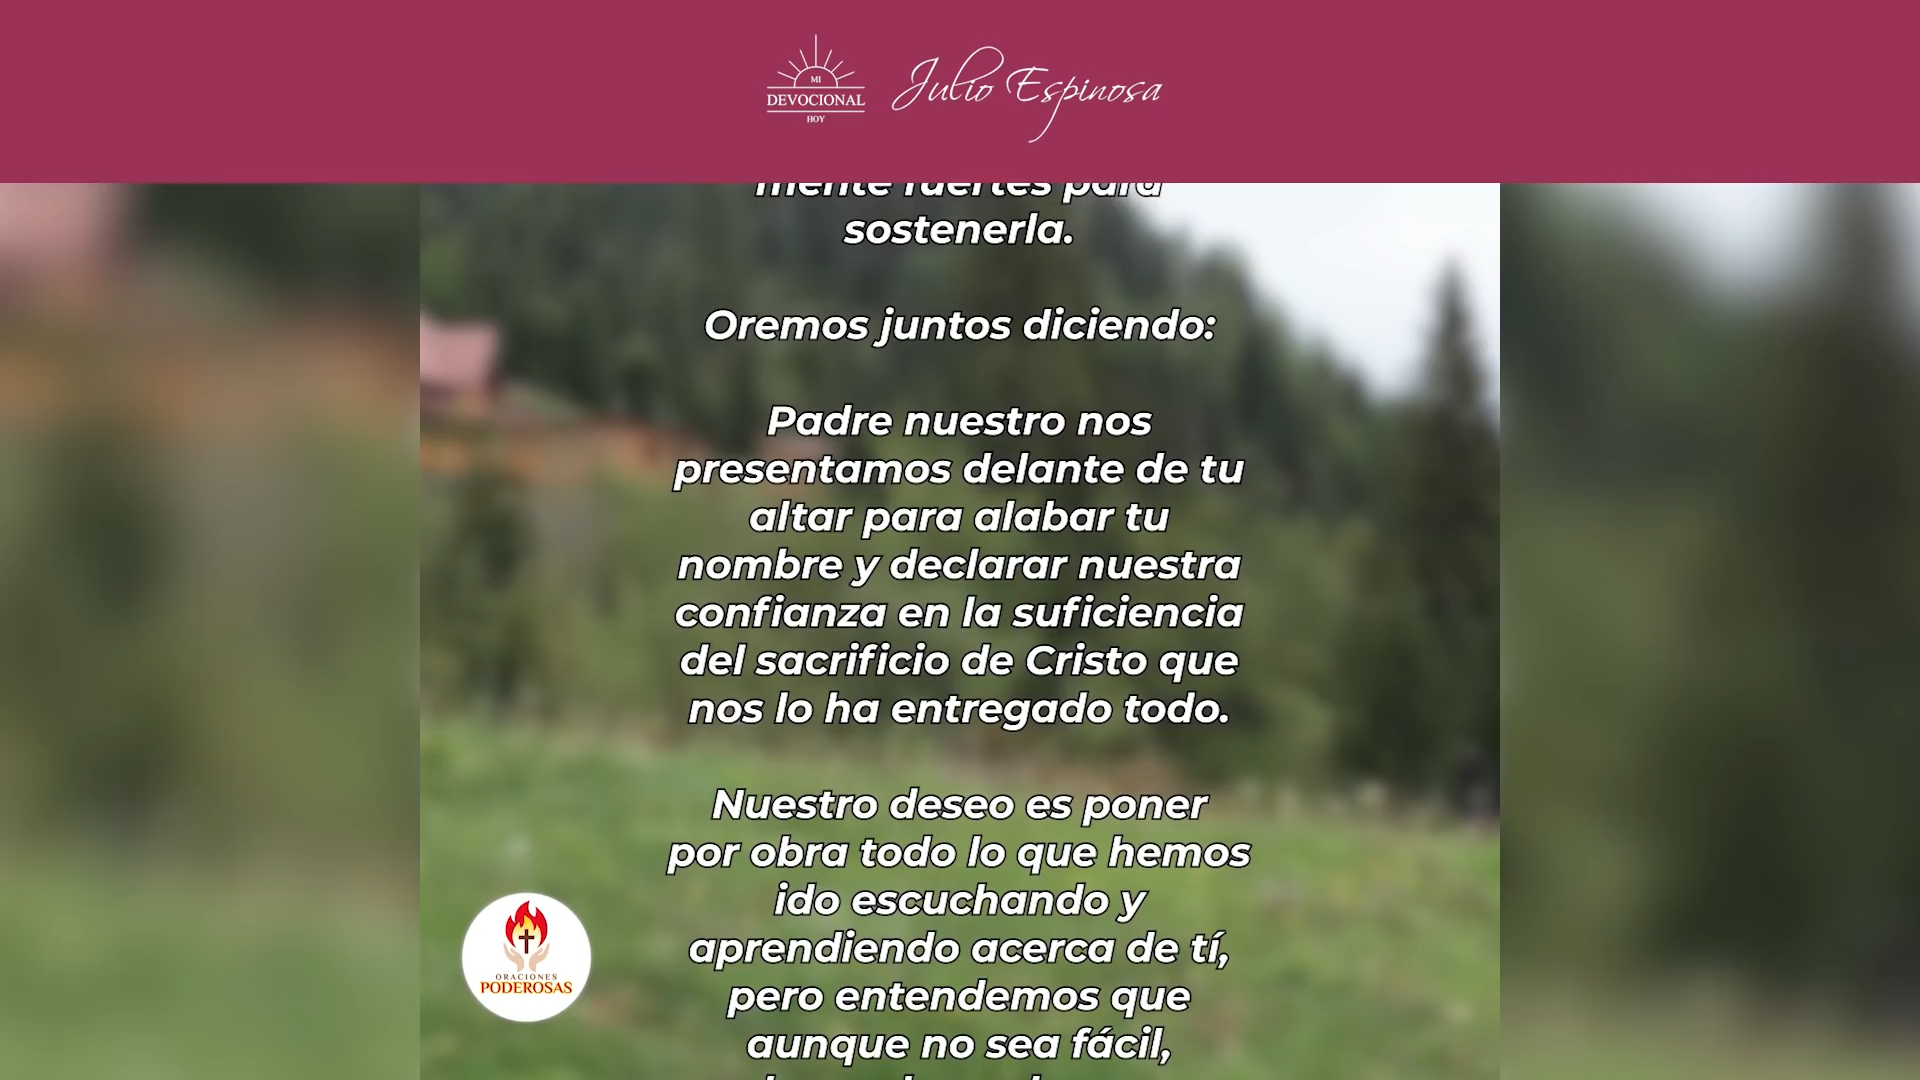 MI
DEVOCIONAL
HOY
Julio Espinosa
mente fuertes para
sostenerla.
Oremos juntos diciendo:
Padre nuestro nos
presentamos delante de tu
altar para alabar tu
nombre y declarar nuestra
confianza en la suficiencia
del sacrificio de Cristo que
nos lo ha entregado todo.
Nuestro deseo es poner
por obra todo lo que hemos
ido escuchando y
aprendiendo acerca de tí,
pero entendemos que
aunque no sea fácil,
ORACIONES
PODEROSAS